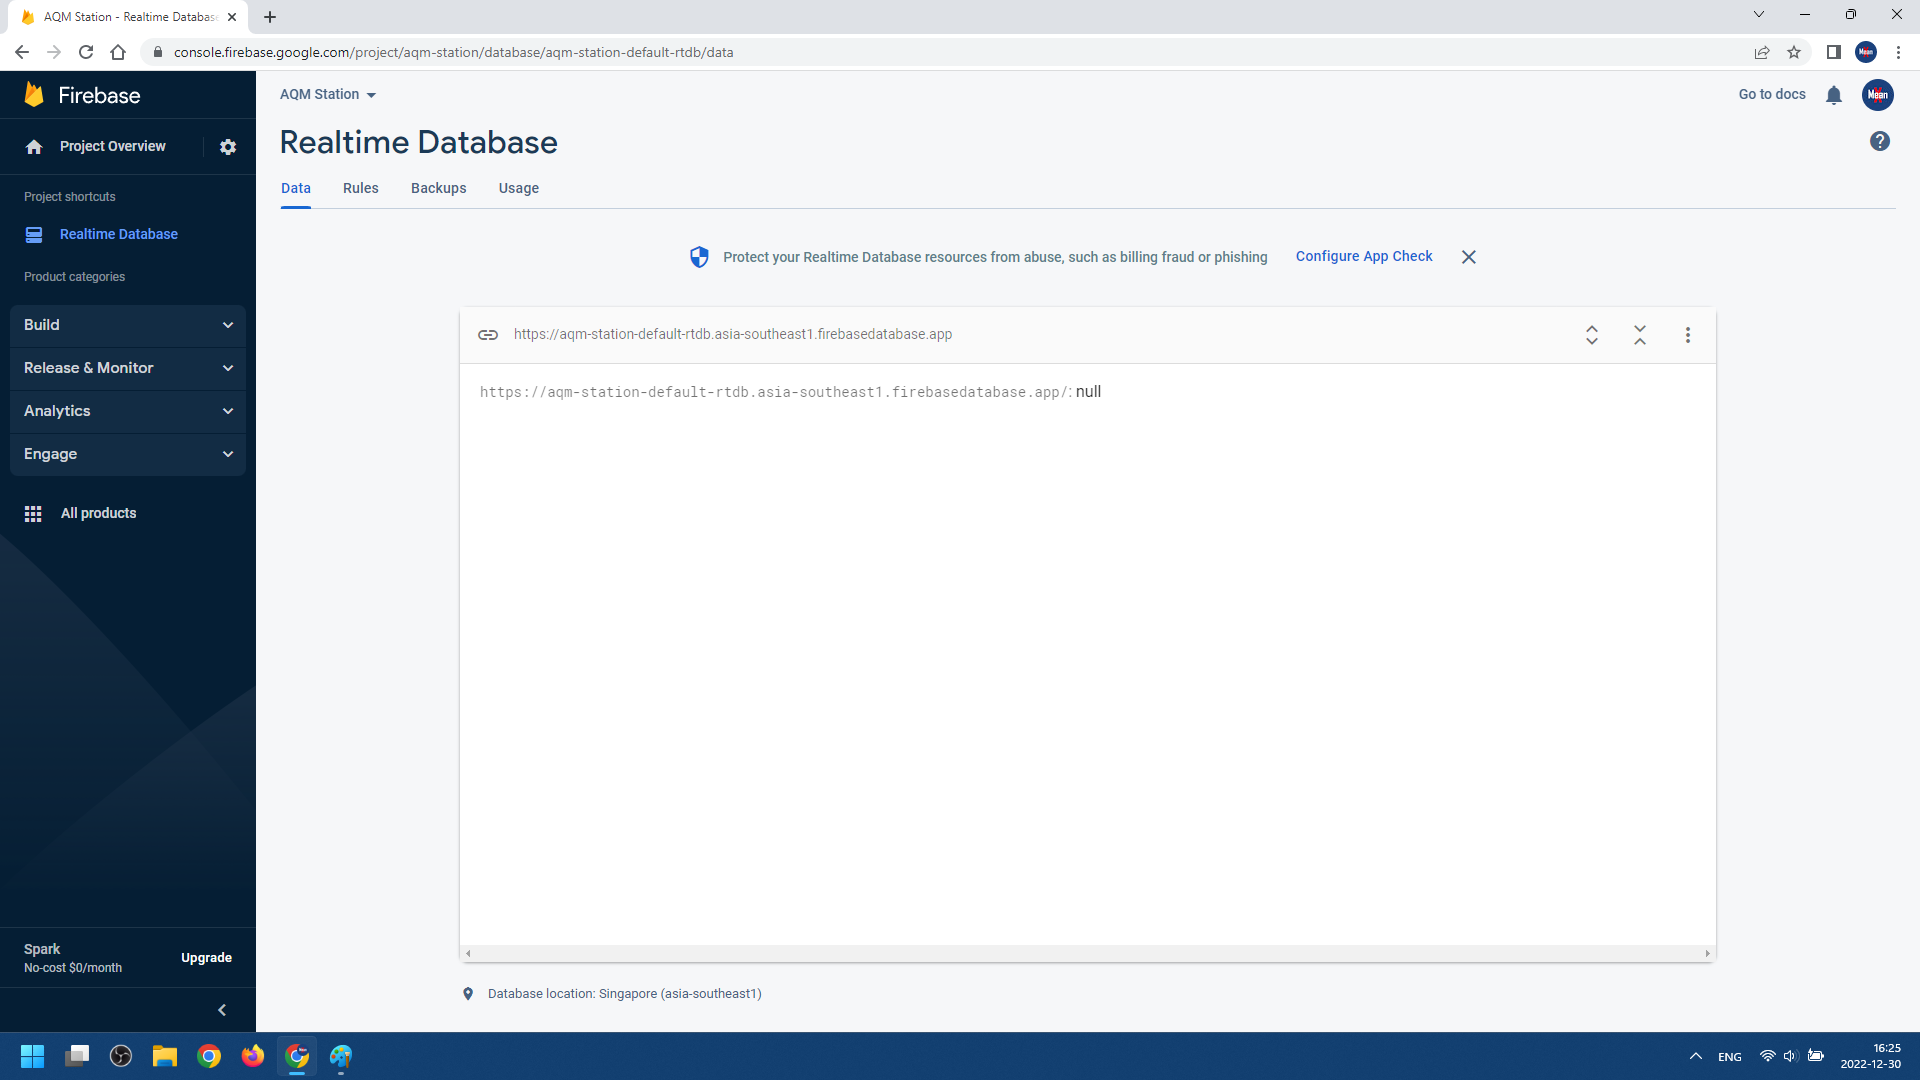 AQM Station - Realtime Database
console.firebase.google.com/project/aqm-station/database/aqm-station-default-rtdb/data
Mean
Firebase
Project Overview
Project shortcuts
Realtime Database
Product categories
Build
Release & Monitor
Analytics
Engage
All products
Spark
No-cost $0/month
Upgrade
AQM Station
Go to docs
Mean
Realtime Database
Data Rules Backups Usage
Protect your Realtime Database resources from abuse, such as billing fraud or phishing Configure App Check
https://aqm-station-default-rtdb.asia-southeast1.firebasedatabase.app
https://aqm-station-default-rtdb.asia-southeast1.firebasedatabase.app/: null
Database location: Singapore (asia-southeast1)
ENG
16:25
2022-12-30